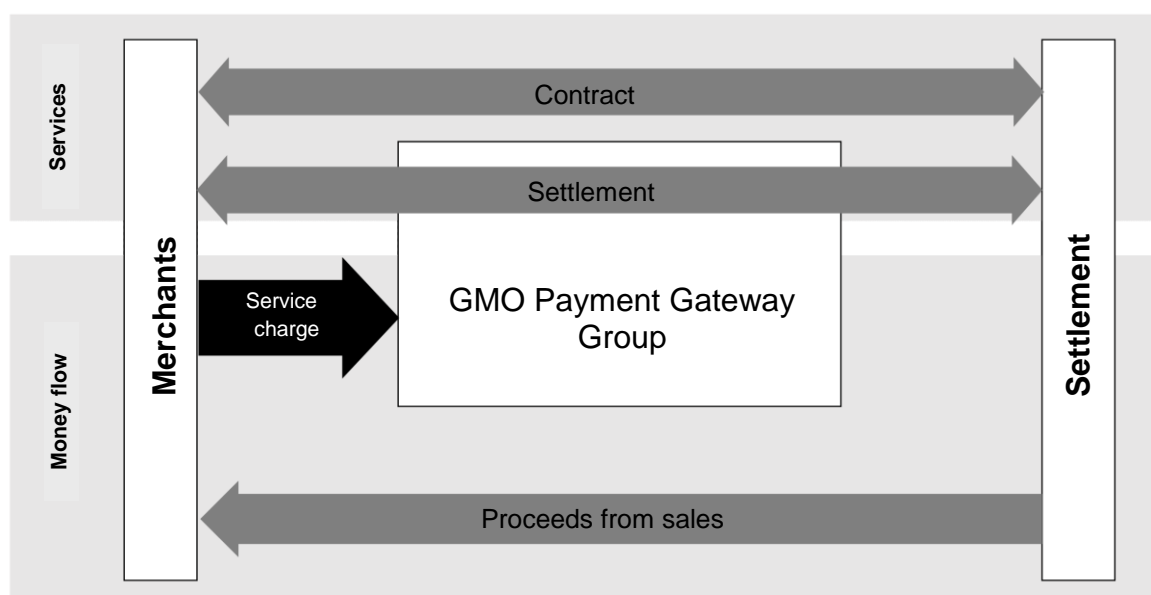 Services
Contract
Settlement
Merchants
Service
charge
GMO Payment Gateway
Group
Settlement
Money flow
Proceeds from sales